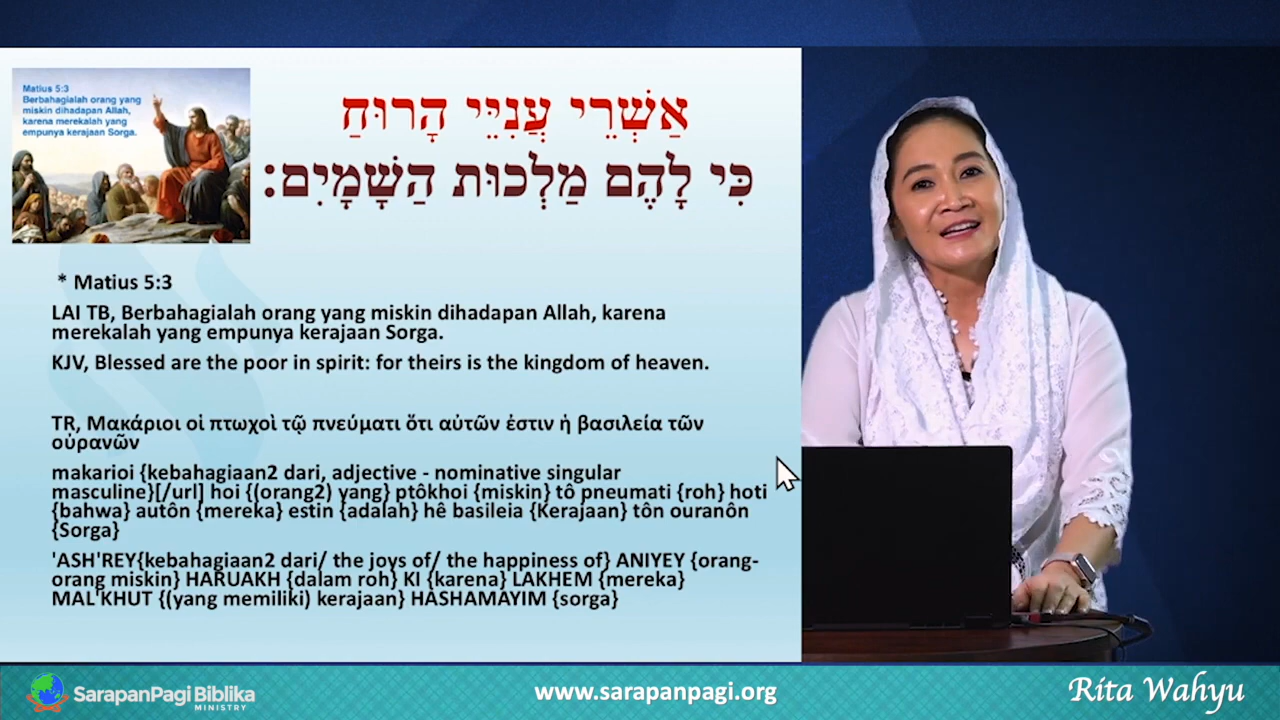 Matius 5:3
Berbahagialah orang yang
miskin dihadapan Allah,
karena merekalah yang
empunya kerajaan Sorga.
אַשְׁרֵי עֲנִיֵּי הָרוּחַ
כִּי לָהֶם מַלְכוּת הַשָּׁמָיִם׃
* Matius 5:3
LAI TB, Berbahagialah orang yang miskin dihadapan Allah, karena
merekalah yang empunya kerajaan Sorga.
KJV, Blessed are the poor in spirit: for theirs is the kingdom of heaven.
TR, Μακάριοι οἱ πτωχοὶ τῷ πνεύματι ὅτι αὐτῶν ἐστιν ἡ βασιλεία τῶν
οὐρανῶν
makarioi {kebahagiaan2 dari, adjective - nominative singular
masculine}[/url] hoi {(orang2) yang} ptôkhoi {miskin} tô pneumati {roh} hoti
{bahwa} autôn {mereka} estin {adalah} hê basileia {Kerajaan} tôn ouranôn
{Sorga}
'ASH'REY{kebahagiaan2 dari/ the joys of/ the happiness of} ANIYEY {orang-
orang miskin} HARUAKH {dalam roh} KI {karena} LAKHEM {mereka}
MAL'KHUT {(yang memiliki) kerajaan} HASHAMAYIM {sorga}
SarapanPagi Biblika
MINISTRY
www.sarapanpagi.org
Rita Wahyu